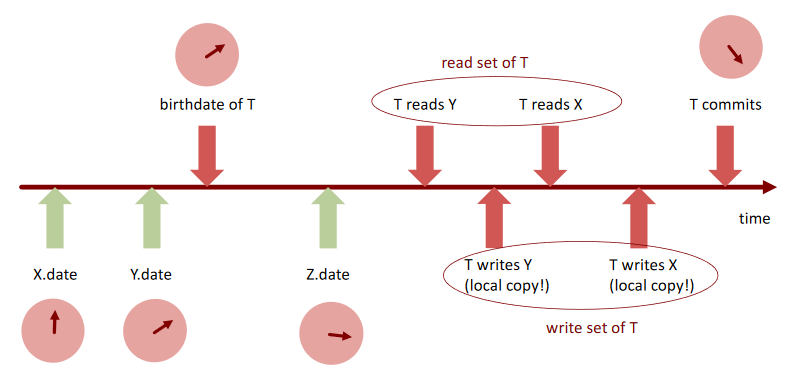 read set of T
birthdate of T
T reads Y
T reads X
T commits
time
X.date
Y.date
Z.date
T writes Y
(local copy!)
T writes X
(local copy!)
write set of T